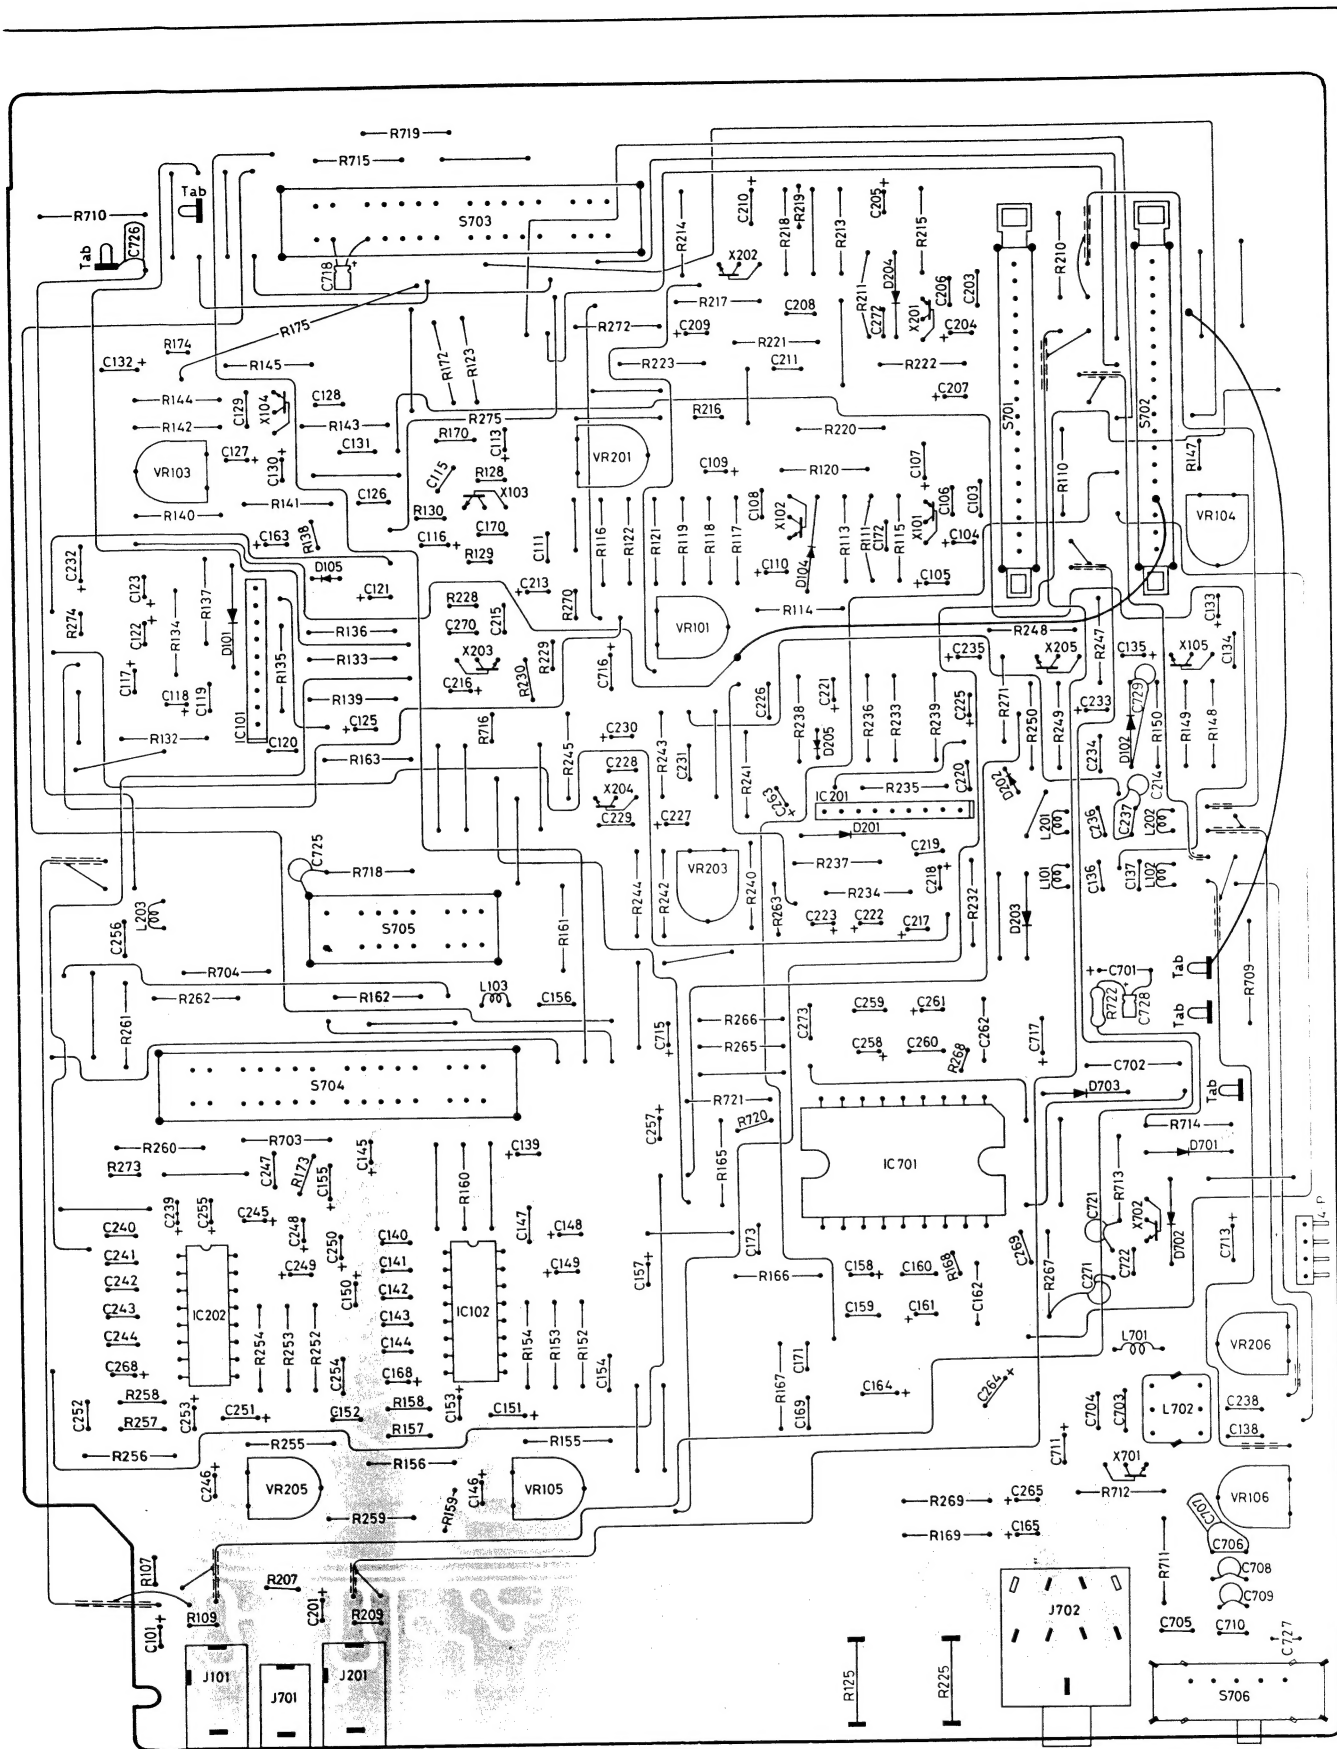 R719
R715
Tab
R710
S703
C726
Tab
C718
C210 +
R214
R218
R219
R213
C205 +
R215
R210
X202
D204
R211
C206
C203
R217
C208
C272
X201
+ C204
R175
R272
+ C209
R221
R174
C132 +
R145
R172
R123
R223
C211
R222
C207 +
R144
C129
X104
C128
R275
R216
S701
S702
R142
R143
R170
C113 +
R220
C131
VR103
C127 +
C130 +
C115
R128
VR201
C109 +
R120
C107 +
R110
R147
R141
C126
X103
C108
C106
C103
R140
R130
X102
VR104
+ C163
R138
C116 +
C170
C111
R116
R122
R121
R119
R118
R117
R113
R111
C172
R115
X101
+ C104
R129
C232 +
D105
+ C110
D104
+ C105
C123 +
R137
+ C121
R228
+ C213
R270
R114
C133 +
R274
C122 +
R134
D101
R135
R136
C270
C215
VR101
R248
R247
C134
R133
X203
R229
C716 +
+ C235
X205
C135 +
X105
C117 +
C118 +
C119
R139
C216 +
R230
C226
C221 +
C225 +
R271
C233 +
C729
IC101
R132
C120
+ C125
R716
+ C230
R238
R236
R233
R239
R250
R249
D102
R150
R149
R148
R163
R245
R243
C231
R241
D205
C234
C228
C220
D202
C214
X204
C263 +
R235
IC201
C229
+ C227
D201
L201
C236
C237
L202
C725
R718
VR203
R237
C219
C218 +
L101
C136
C137
L102
R244
R242
R240
R263
R234
R232
D203
L203
C256
S705
R161
C223 +
C222 +
C217 +
R704
+ C701
Tab
R709
R262
R162
L103
C156
R722
C728 +
Tab
R261
C715 +
R266
C273
C259
C261 +
C262
C717 +
R265
C258 +
C260
R268
S704
C702
R721
D703
Tab
C257 +
R720
R714
R260
R703
C145 +
+ C139
R165
IC701
D701
R273
C247
R173
C155 +
R160
R713
C239 +
C255 +
C245 +
C248 +
C147
C721
X702
D702
C240
C250 +
C140
+ C148
C173
C269
C713 +
4 P
C241
C249 +
C141
+ C149
C157 +
R166
C158 +
C160
R168
R267
C271
C722
C242
C150 +
C142
C162
C243
IC202
C143
IC102
C159
C161 +
R254
R253
R252
R154
R153
R152
L701
VR206
C244
C144
C171
C268 +
C254
C168 +
C154
R167
C164 +
C264 +
C252
R258
C253 +
R158
C153 +
C169
C704
C703
L702
C238
R257
C251 +
C152
R157
C151 +
C138
R255
R155
C711 +
R256
R156
X701
C246 +
VR205
C146 +
VR105
R712
VR106
R159
R269
+ C265
C707
R259
R169
+ C165
C706
R107
R711
C708
R207
C709
R109
C201 +
R209
J702
C101 +
C705
C710
C727
J101
J701
J201
R125
R225
S706